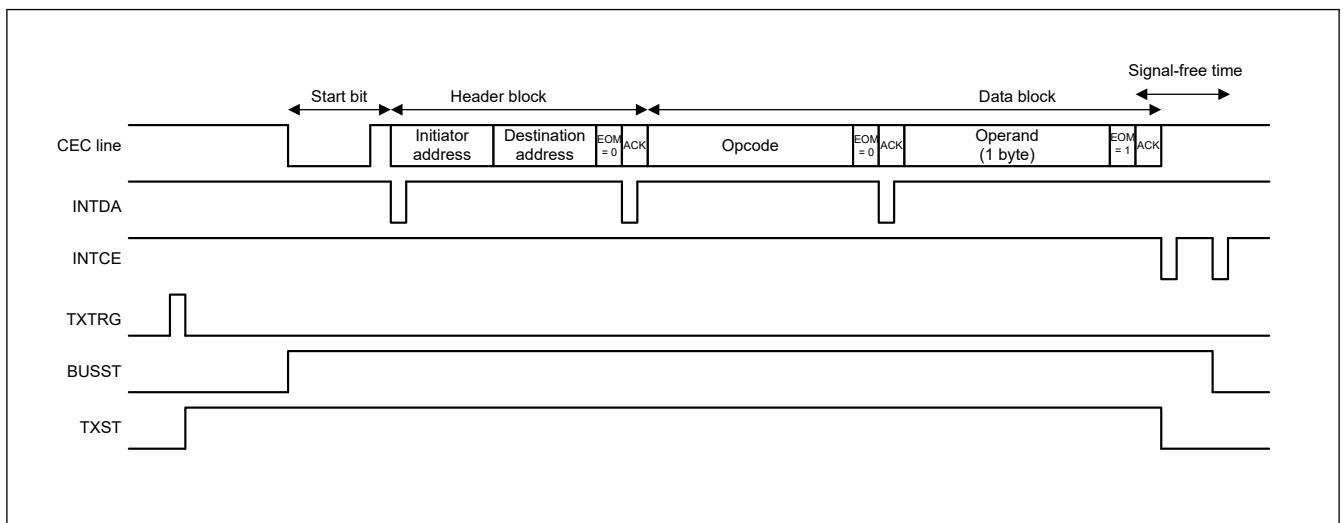 Signal-free time
Start bit
Header block
Data block
CEC line
Initiator
address
Destination
address
EOM
= 0
ACK
Opcode
EOM
= 0
ACK
Operand
(1 byte)
EOM
= 1
ACK
INTDA
INTCE
TXTRG
BUSST
TXST